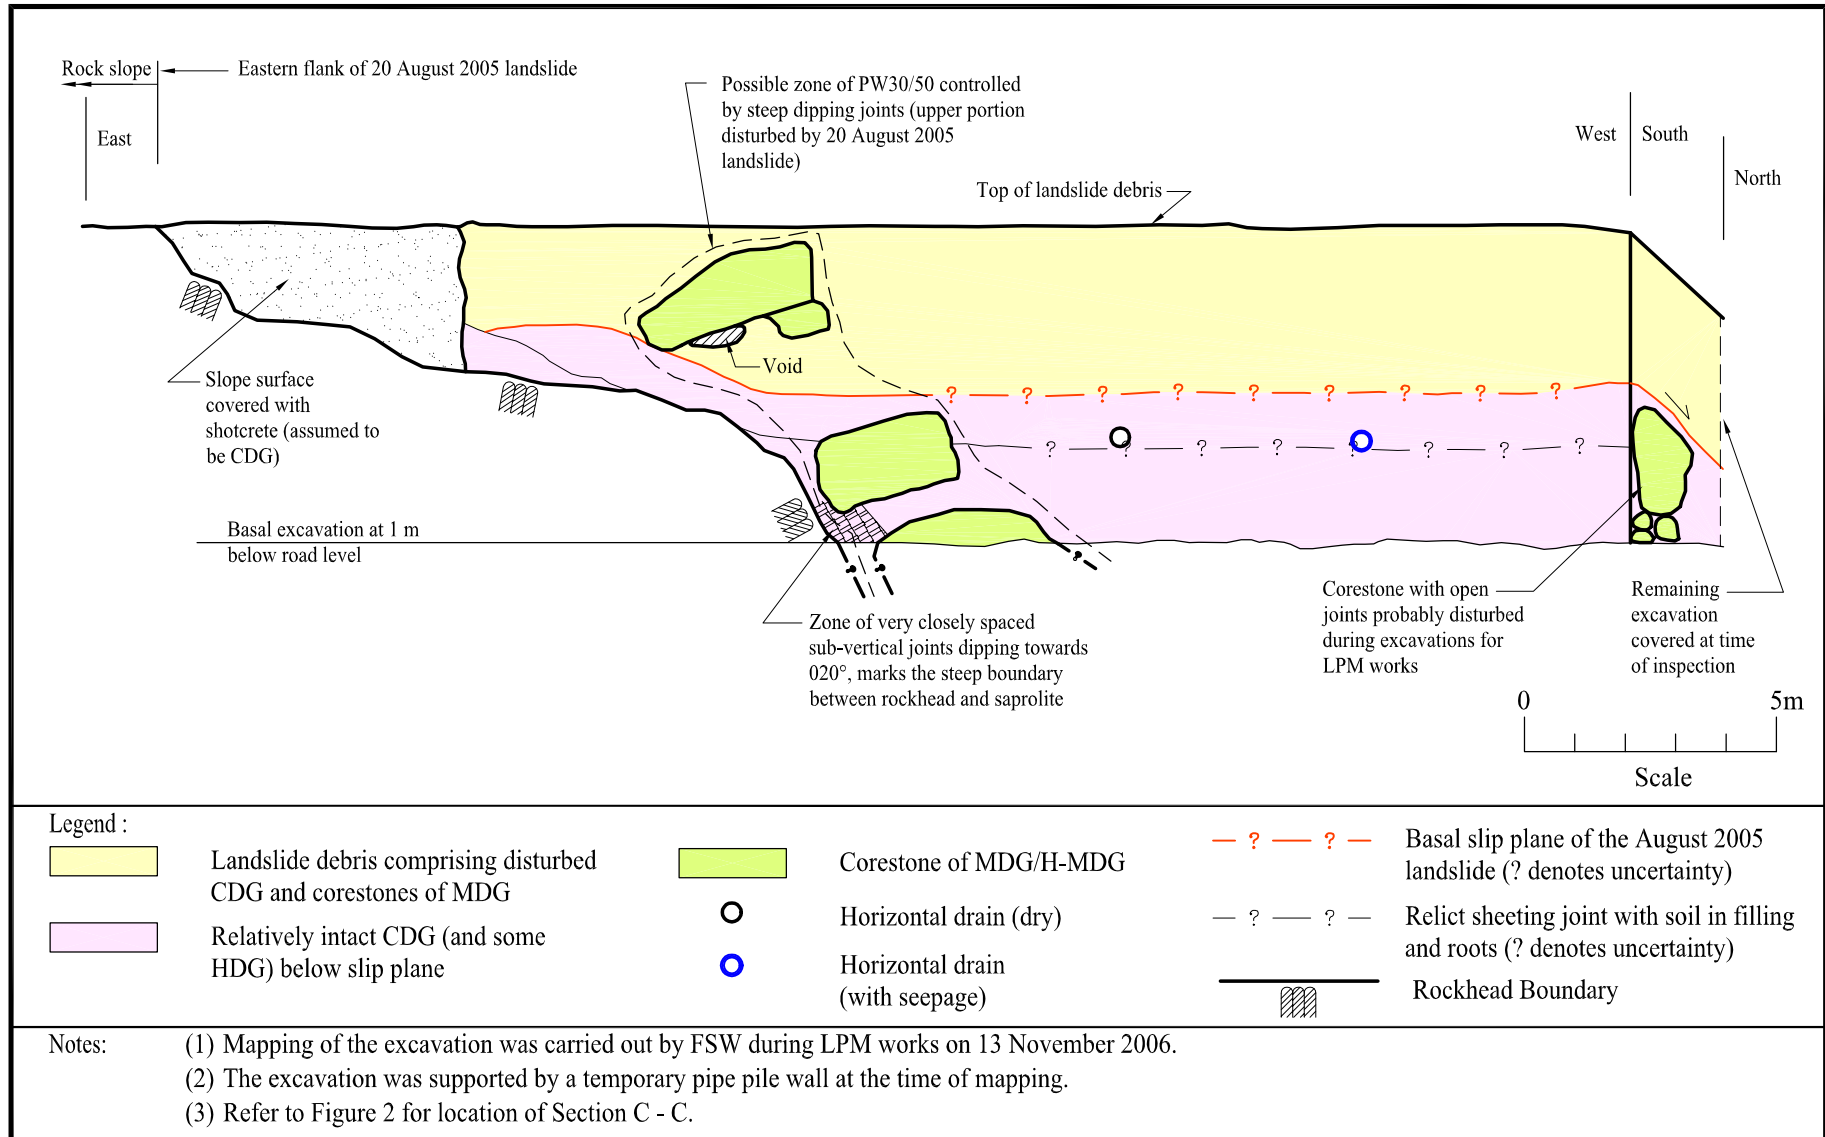 Rock slope
Eastern flank of 20 August 2005 landslide
East
Possible zone of PW30/50 controlled
by steep dipping joints (upper portion
disturbed by 20 August 2005
landslide)
Top of landslide debris
West
South
North
Void
Slope surface
covered with
shotcrete (assumed to
be CDG)
? ? ? ? ? ? ? ? ?
? ? ? ? ? ? ? ?
Basal excavation at 1 m
below road level
Zone of very closely spaced
sub-vertical joints dipping towards
020°, marks the steep boundary
between rockhead and saprolite
Corestone with open
joints probably disturbed
during excavations for
LPM works
Remaining
excavation
covered at time
of inspection
0 5m
Scale
Legend :
Landslide debris comprising disturbed
CDG and corestones of MDG
Relatively intact CDG (and some
HDG) below slip plane
Corestone of MDG/H-MDG
Horizontal drain (dry)
Horizontal drain
(with seepage)
? ?
Basal slip plane of the August 2005
landslide (? denotes uncertainty)
? ?
Relict sheeting joint with soil in filling
and roots (? denotes uncertainty)
Rockhead Boundary
Notes: (1) Mapping of the excavation was carried out by FSW during LPM works on 13 November 2006.
(2) The excavation was supported by a temporary pipe pile wall at the time of mapping.
(3) Refer to Figure 2 for location of Section C - C.